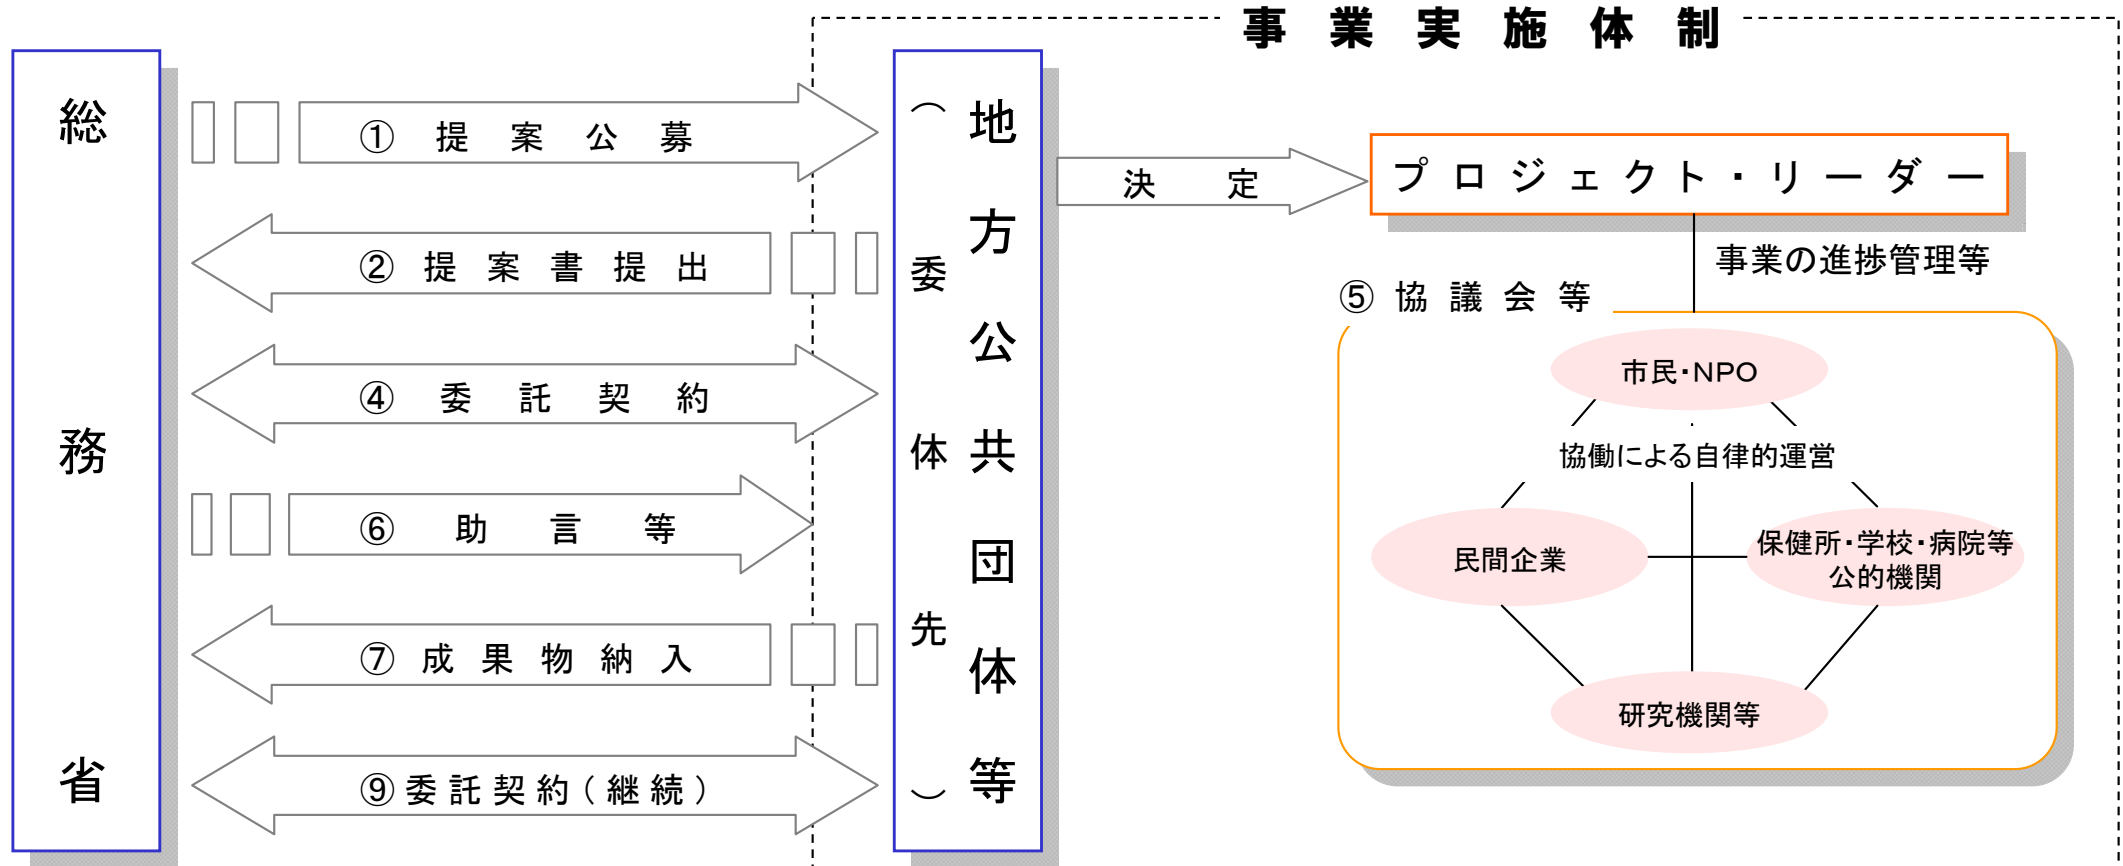 事業実施体制
総務省
①提案公募
②提案書提出
④委託契約
⑥助言等
⑦成果物納入
⑨委託契約(継続)
地方公共団体等
(委体先)
決定
プロジェクト・リーダー
事業の進捗管理等
⑤協議会等
市民・NPO
協働による自律的運営
民間企業
保健所・学校・病院等
公的機関
研究機関等